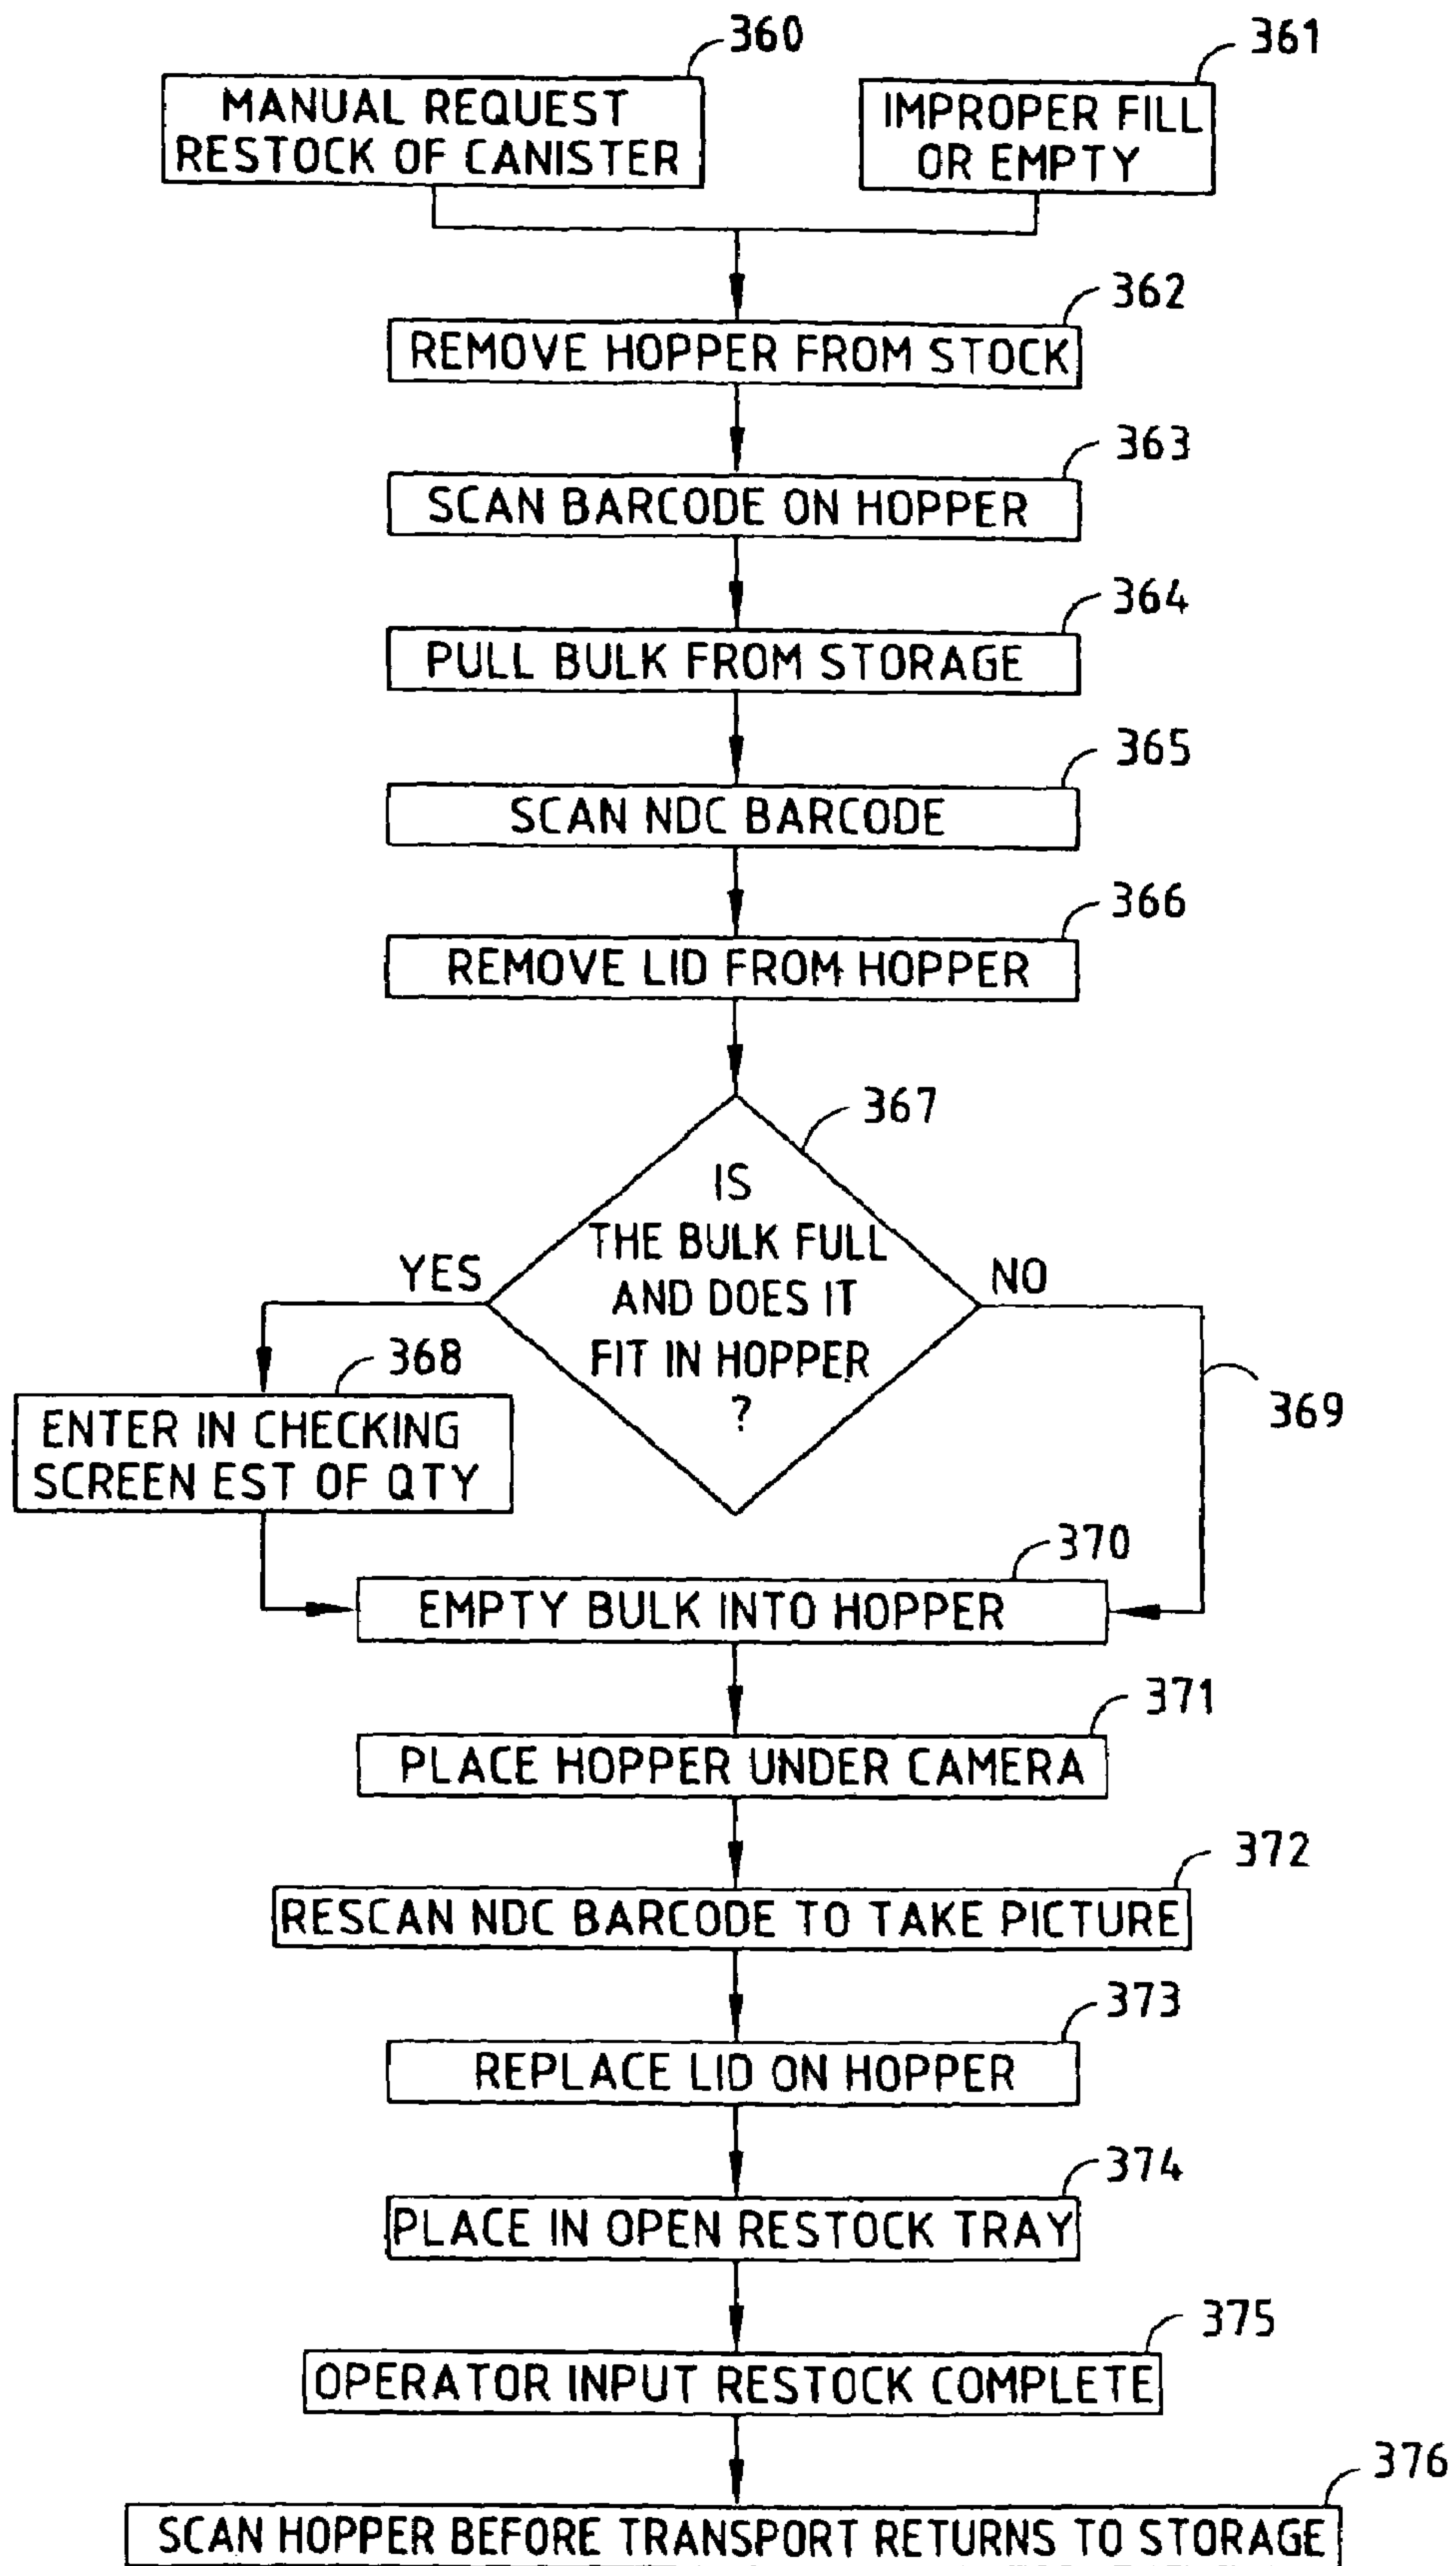 360
MANUAL REQUEST
RESTOCK OF CANISTER
361
IMPROPER FILL
OR EMPTY
362
REMOVE HOPPER FROM STOCK
363
SCAN BARCODE ON HOPPER
364
PULL BULK FROM STORAGE
365
SCAN NDC BARCODE
366
REMOVE LID FROM HOPPER
367
IS
THE BULK FULL
AND DOES IT
FIT IN HOPPER
?
YES
NO
368
ENTER IN CHECKING
SCREEN EST OF QTY
369
370
EMPTY BULK INTO HOPPER
371
PLACE HOPPER UNDER CAMERA
372
RESCAN NDC BARCODE TO TAKE PICTURE
373
REPLACE LID ON HOPPER
374
PLACE IN OPEN RESTOCK TRAY
375
OPERATOR INPUT RESTOCK COMPLETE
376
SCAN HOPPER BEFORE TRANSPORT RETURNS TO STORAGE